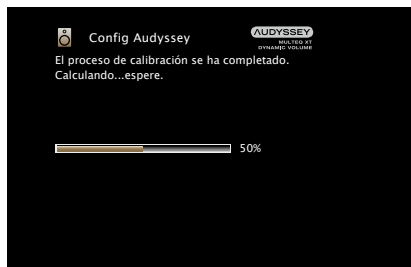 Config Audyssey
AUDYSSEY
MULTEQ XT
DYNAMIC VOLUME
El proceso de calibración se ha completado.
Calculando...espere.
50%